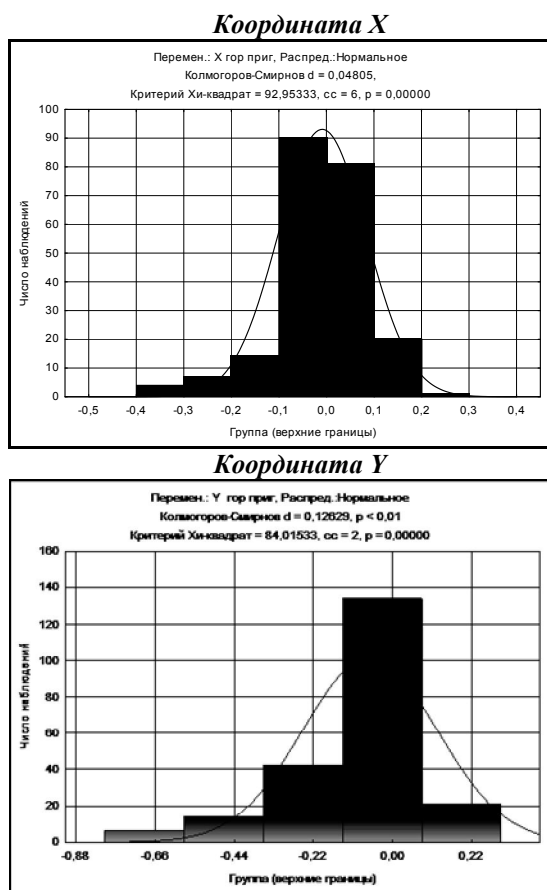 Координата X
Перемен.: X гор приг, Распред.:Нормальное
Колмогоров-Смирнов d = 0,04805,
Критерий Хи-квадрат = 92,95333, сс = 6, p = 0,00000
Число наблюдений
100
90
80
70
60
50
40
30
20
10
0
-0,5 -0,4 -0,3 -0,2 -0,1 0,0 0,1 0,2 0,3 0,4
Группа (верхние границы)
Координата Y
Перемен.: Y гор приг, Распред.:Нормальное
Колмогоров-Смирнов d = 0,12629, p < 0,01
Критерий Хи-квадрат = 84,01533, сс = 2, p = 0,00000
Число наблюдений
160
140
120
100
80
60
40
20
0
-0,88 -0,66 -0,44 -0,22 0,00 0,22
Группа (верхние границы)